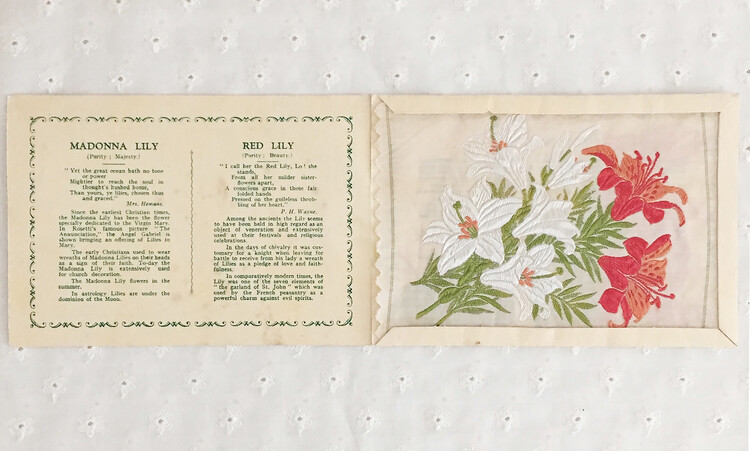 MADONNA LILY
(Purity ; Majesty.)
"Yet the great ocean hath no tone
or power
Mightier to reach the soul in
thought's hushed hour,
Than yours, ye lilies, chosen thus
and graced."
Mrs. Hemans.
Since the earliest Christian times,
the Madonna Lily has been the flower
specially dedicated to the Virgin Mary.
In Rosetti's famous picture "The
Annunciation," the Angel Gabriel is
shown bringing an offering of Lilies to
Mary.
The early Christians used to wear
wreaths of Madonna Lilies on their heads
as a sign of their faith. To-day the
Madonna Lily is extensively used
for church decoration.
The Madonna Lily flowers in the
summer.
In astrology Lilies are under the
dominion of the Moon.
RED LILY
(Purity ; Beauty.)
"I call her the Red Lily, Lo! she
stands,
From all her milder sister-
flowers apart,
A conscious grace in those fair
folded hands
Pressed on the guileless throb-
bing of her heart."
P. H. Wayne.
Among the ancients the Lily seems
to have been held in high regard as an
object of veneration and extensively
used at their festivals and religious
celebrations.
In the days of chivalry it was cus-
tomary for a knight when leaving for
battle to receive from his lady a wreath
of Lilies as a pledge of love and faith-
fulness.
In comparatively modern times, the
Lily was one of the seven elements of
"the garland of St. John" which was
used by the French peasantry as a
powerful charm against evil spirits.